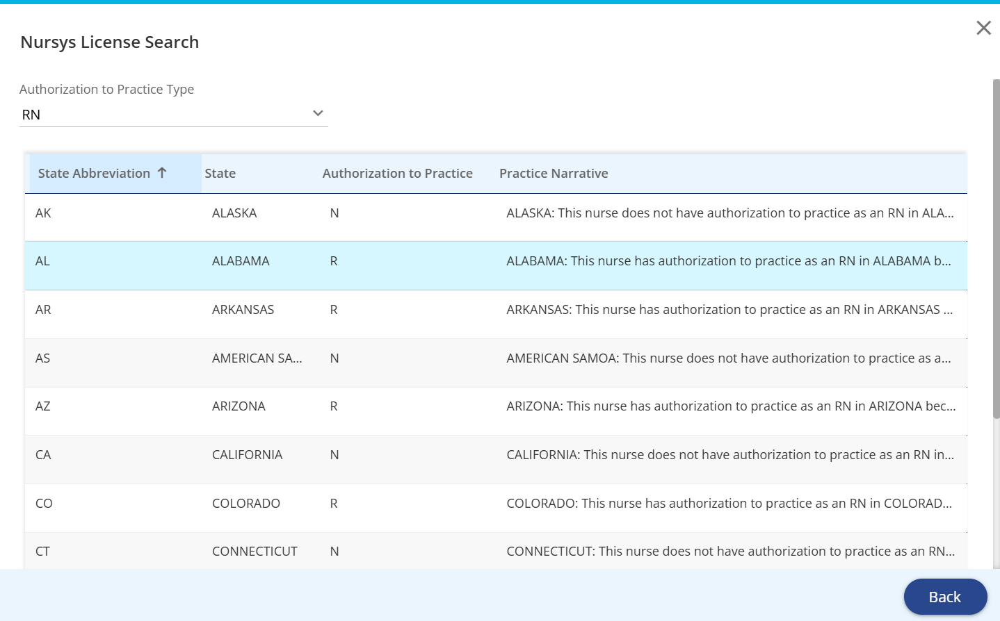 Nursys License Search
Authorization to Practice Type
RN
State Abbreviation State Authorization to Practice Practice Narrative
AK ALASKA N ALASKA: This nurse does not have authorization to practice as an RN in ALA...
AL ALABAMA R ALABAMA: This nurse has authorization to practice as an RN in ALABAMA b...
AR ARKANSAS R ARKANSAS: This nurse has authorization to practice as an RN in ARKANSAS ...
AS AMERICAN SA... N AMERICAN SAMOA: This nurse does not have authorization to practice as a...
AZ ARIZONA R ARIZONA: This nurse has authorization to practice as an RN in ARIZONA bec...
CA CALIFORNIA N CALIFORNIA: This nurse does not have authorization to practice as an RN in...
CO COLORADO R COLORADO: This nurse has authorization to practice as an RN in COLORAD...
CT CONNECTICUT N CONNECTICUT: This nurse does not have authorization to practice as an RN...
Back